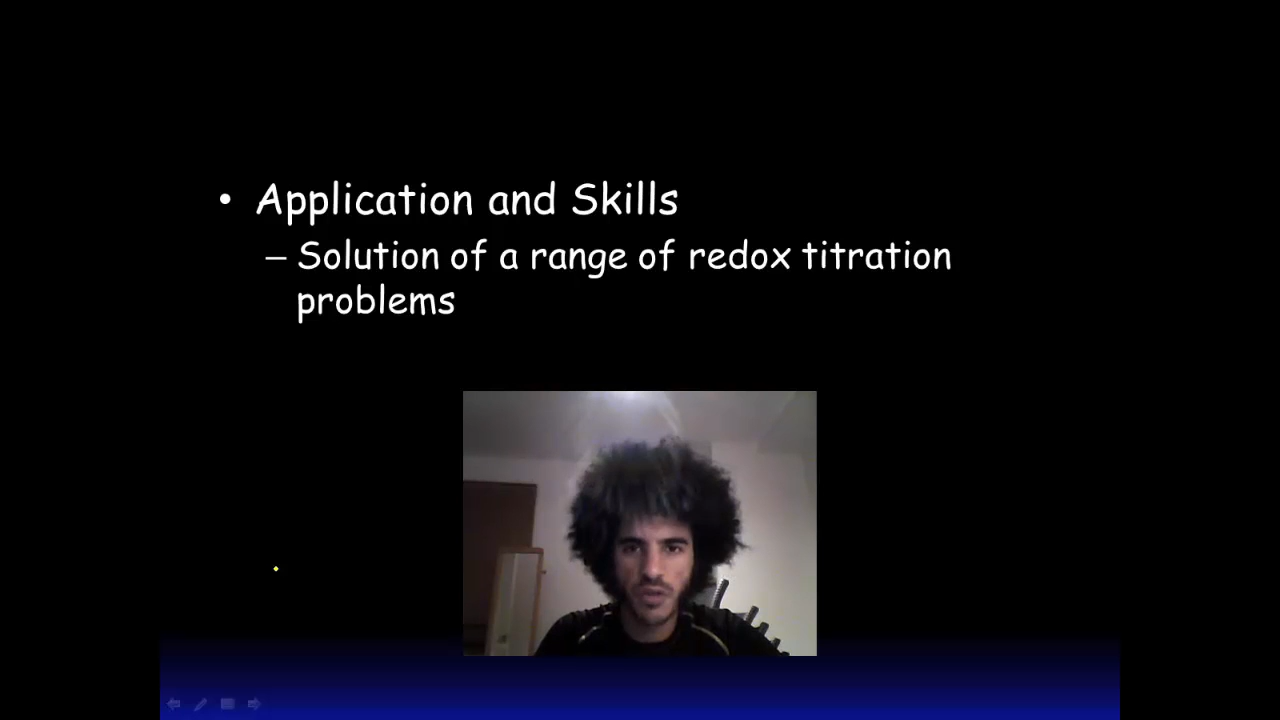 • Application and Skills
– Solution of a range of redox titration
problems